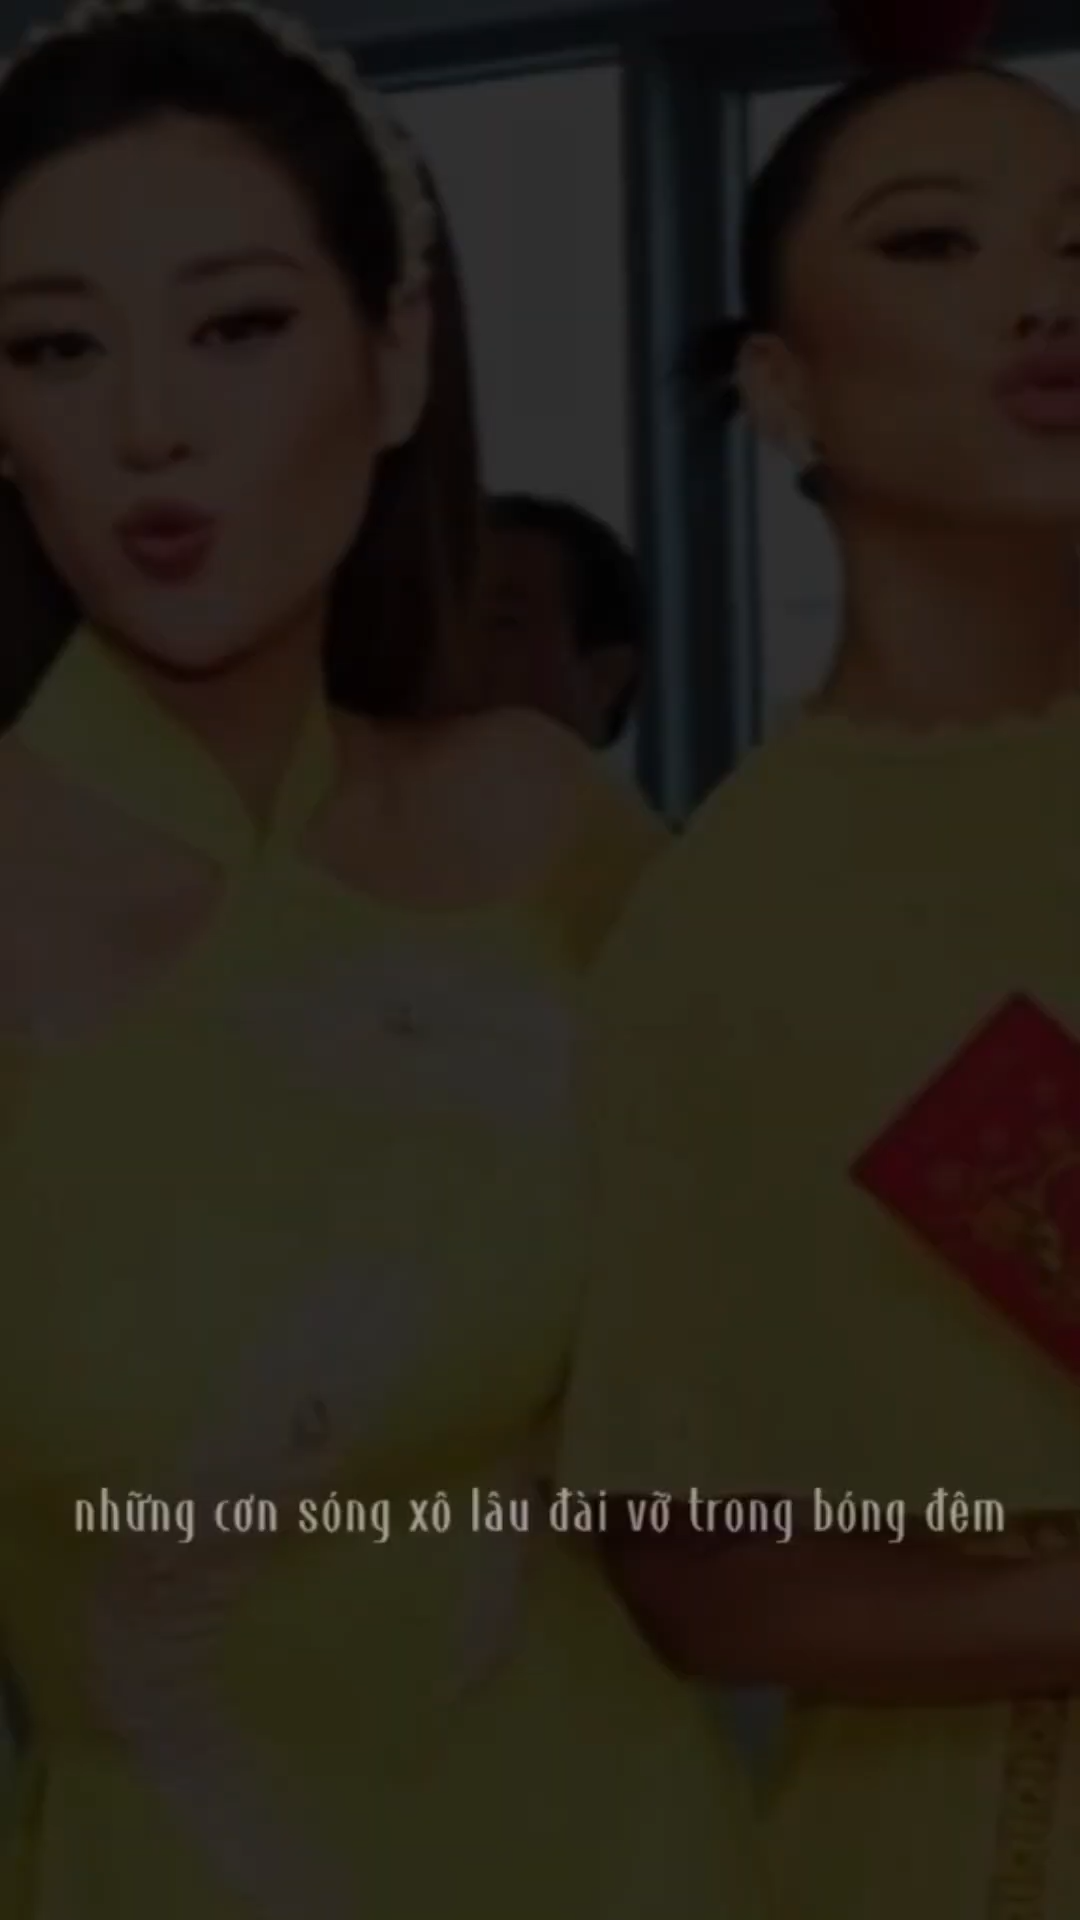 những cơn sóng xô lâu đài vỡ trong bóng đêm